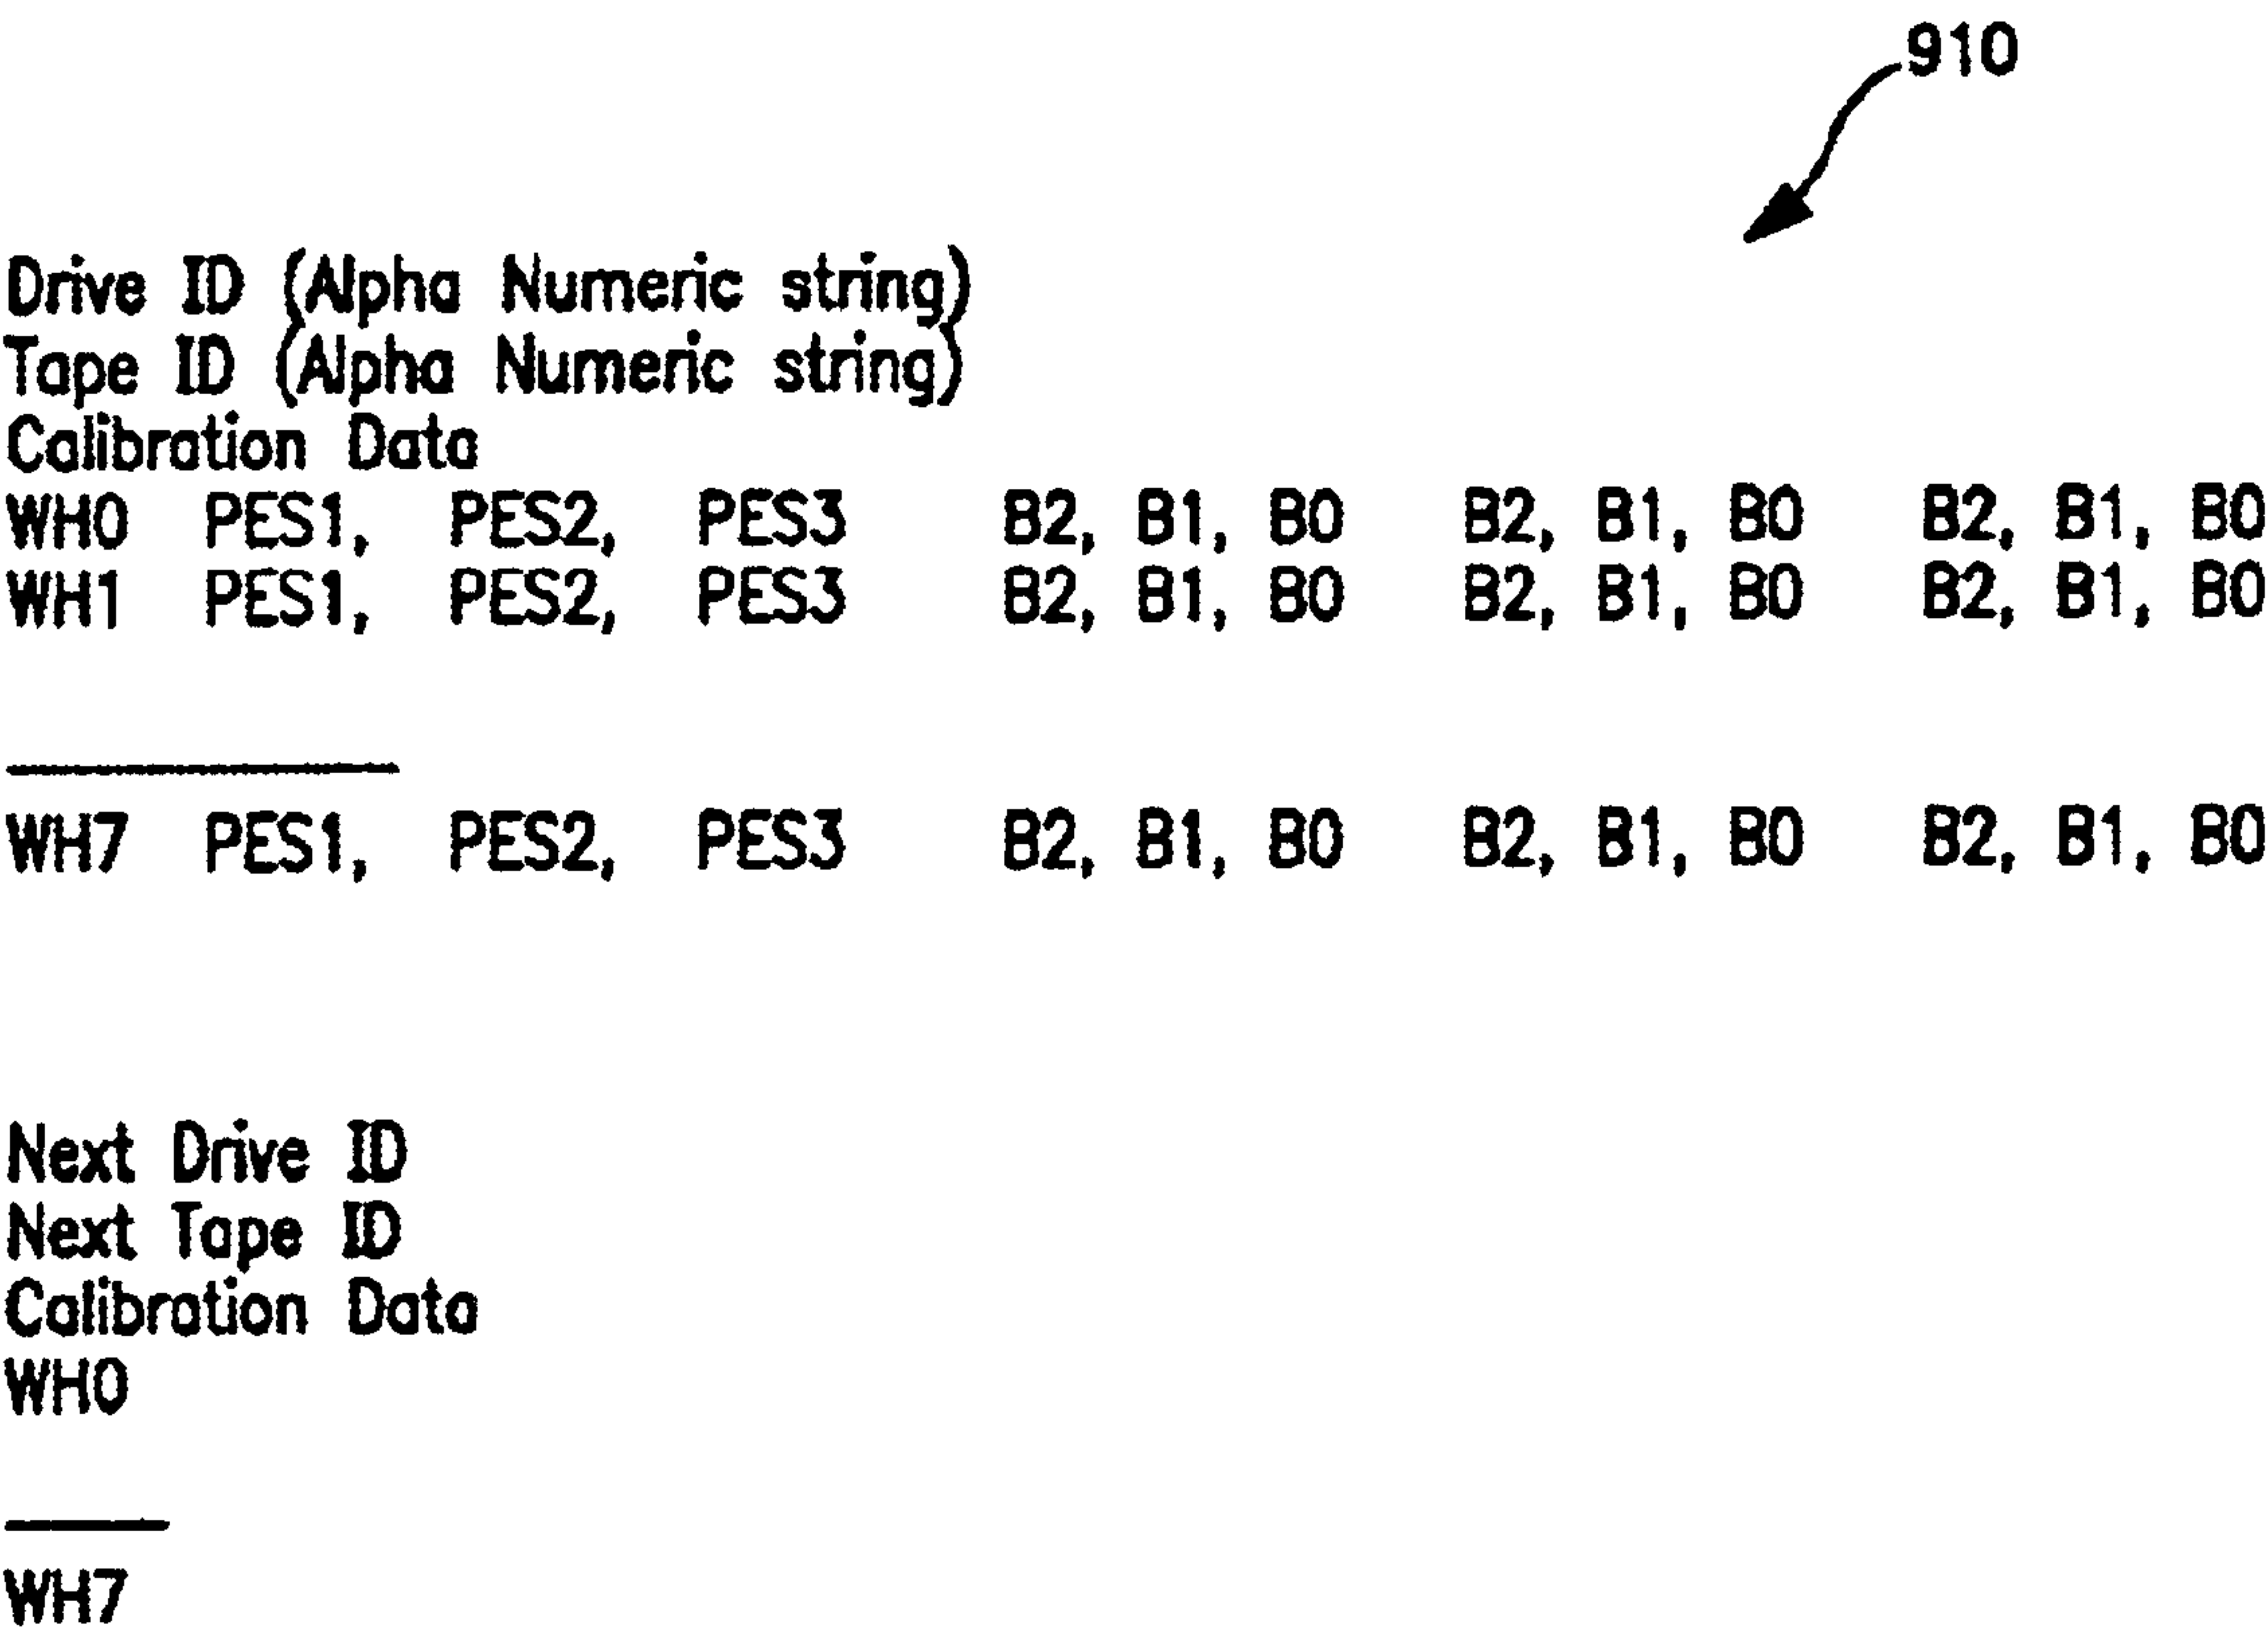 910
Drive ID (Alpha Numeric string)
Tape ID (Alpha Numeric string)
Calibration Data
WH0 PES1, PES2, PES3 B2, B1, B0 B2, B1, B0 B2, B1, B0
WH1 PES1, PES2, PES3 B2, B1, B0 B2, B1, B0 B2, B1, B0
WH7 PES1, PES2, PES3 B2, B1, B0 B2, B1, B0 B2, B1, B0
Next Drive ID
Next Tape ID
Calibration Data
WH0
WH7